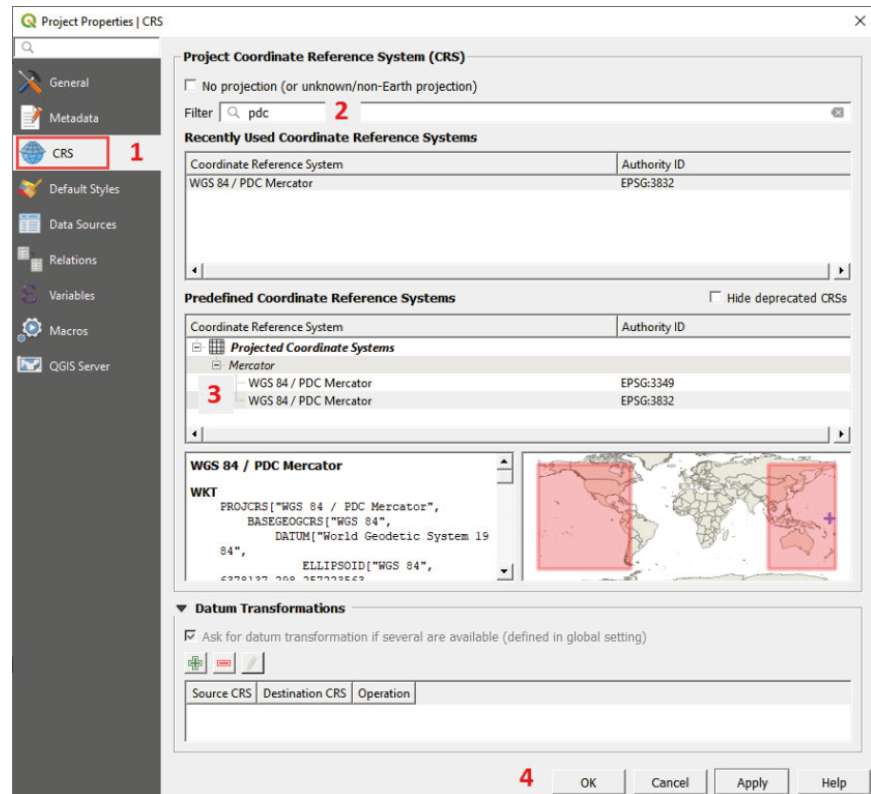 Project Properties | CRS
General
Metadata
CRS
1
Default Styles
Data Sources
Relations
Variables
Macros
QGIS Server
Project Coordinate Reference System (CRS)
No projection (or unknown/non-Earth projection)
Filter pdc 2
Recently Used Coordinate Reference Systems
Coordinate Reference System Authority ID
WGS 84 / PDC Mercator EPSG:3832
Predefined Coordinate Reference Systems Hide deprecated CRSs
Coordinate Reference System Authority ID
Projected Coordinate Systems
Mercator
3
WGS 84 / PDC Mercator EPSG:3349
WGS 84 / PDC Mercator EPSG:3832
WGS 84 / PDC Mercator
WKT
PROJCRS["WGS 84 / PDC Mercator",
BASEGEOGCRS["WGS 84",
DATUM["World Geodetic System 19
84",
ELLIPSOID["WGS 84",
6378137,298.257223563
Datum Transformations
Ask for datum transformation if several are available (defined in global setting)
Source CRS Destination CRS Operation
4
OK Cancel Apply Help